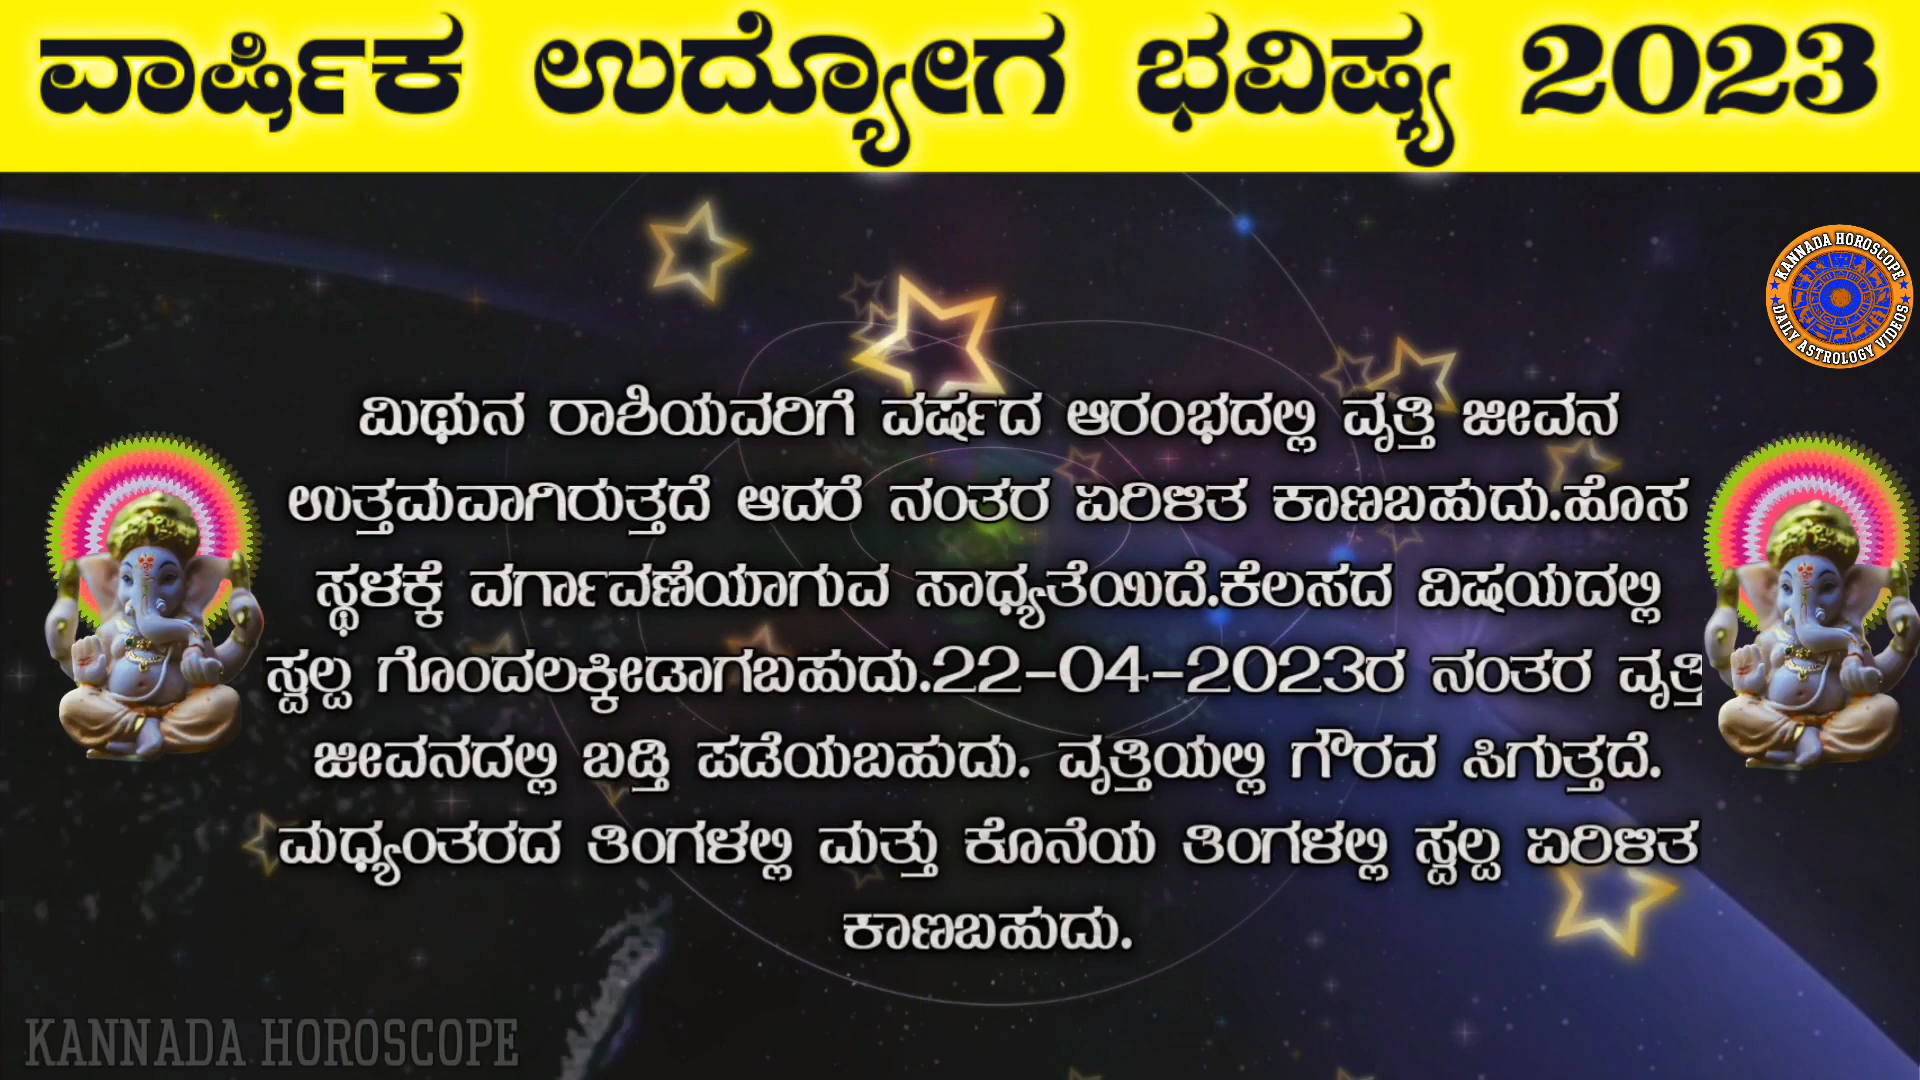 ವಾರ್ಷಿಕ ಉದ್ಯೋಗ ಭವಿಷ್ಯ 2023
KANNADA HOROSCOPE
DAILY ASTROLOGY VIDEOS
ಮಿಥುನ ರಾಶಿಯವರಿಗೆ ವರ್ಷದ ಆರಂಭದಲ್ಲಿ ವೃತ್ತಿ ಜೀವನ
ಉತ್ತಮವಾಗಿರುತ್ತದೆ ಆದರೆ ನಂತರ ಏರಿಳಿತ ಕಾಣಬಹುದು.ಹೊಸ
ಸ್ಥಳಕ್ಕೆ ವರ್ಗಾವಣೆಯಾಗುವ ಸಾಧ್ಯತೆಯಿದೆ.ಕೆಲಸದ ವಿಷಯದಲ್ಲಿ
ಸ್ವಲ್ಪ ಗೊಂದಲಕ್ಕೀಡಾಗಬಹುದು.22-04-2023ರ ನಂತರ ವೃತ್ತಿ
ಜೀವನದಲ್ಲಿ ಬಡ್ತಿ ಪಡೆಯಬಹುದು. ವೃತ್ತಿಯಲ್ಲಿ ಗೌರವ ಸಿಗುತ್ತದೆ.
ಮಧ್ಯಂತರದ ತಿಂಗಳಲ್ಲಿ ಮತ್ತು ಕೊನೆಯ ತಿಂಗಳಲ್ಲಿ ಸ್ವಲ್ಪ ಏರಿಳಿತ
ಕಾಣಬಹುದು.
KANNADA HOROSCOPE